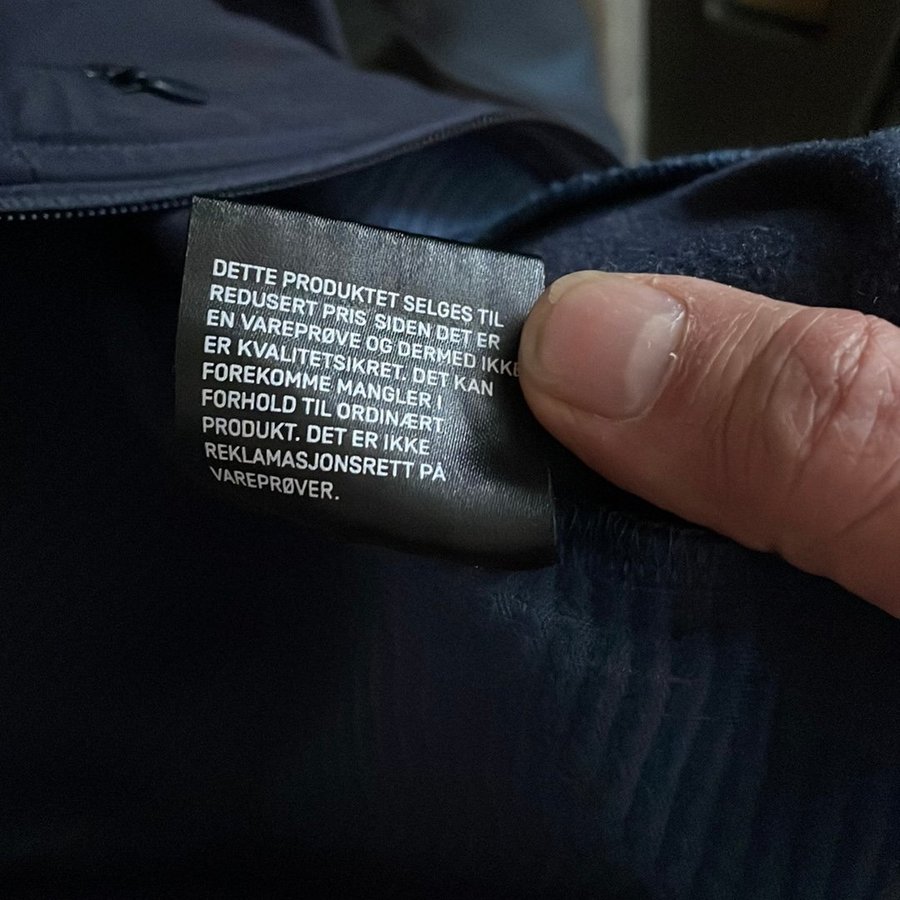 DETTE PRODUKTET SELGES TIL
REDUSERT PRIS SIDEN DET ER
EN VAREPRØVE OG DERMED IKKE
ER KVALITETSIKRET. DET KAN
FOREKOMME MANGLER I
FORHOLD TIL ORDINÆRT
PRODUKT. DET ER IKKE
REKLAMASJONSRETT PÅ
VAREPRØVER.